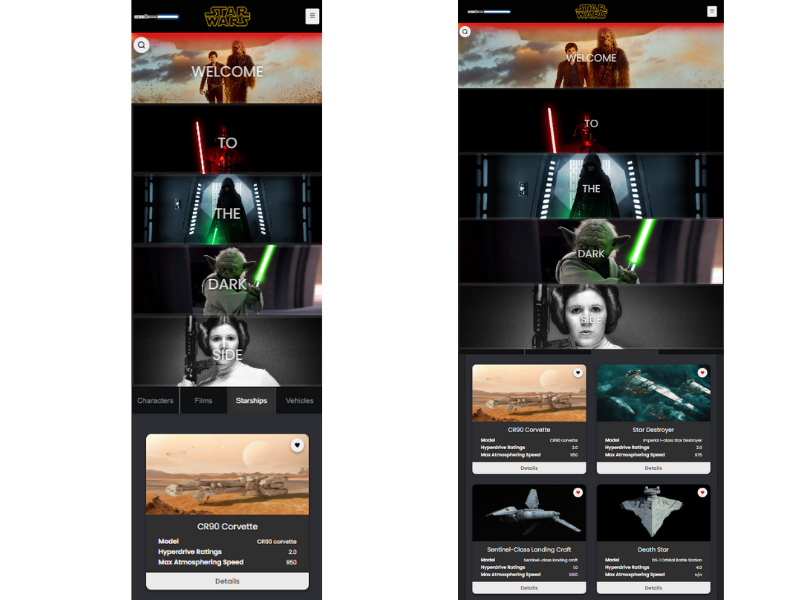 STAR
WARS
WELCOME
TO
THE
DARK
SIDE
Characters Films Starships Vehicles
CR90 Corvette
Model CR90 corvette
Hyperdrive Ratings 2.0
Max Atmosphering Speed 950
Details
STAR
WARS
WELCOME
TO
THE
DARK
SIDE
CR90 Corvette
Model CR90 corvette
Hyperdrive Ratings 2.0
Max Atmosphering Speed 950
Details
Star Destroyer
Model Imperial I-class Star Destroyer
Hyperdrive Ratings 2.0
Max Atmosphering Speed 975
Details
Sentinel-Class Landing Craft
Model Sentinel-class landing craft
Hyperdrive Ratings 1.0
Max Atmosphering Speed 1000
Details
Death Star
Model DS-1 Orbital Battle Station
Hyperdrive Ratings 4.0
Max Atmosphering Speed n/a
Details